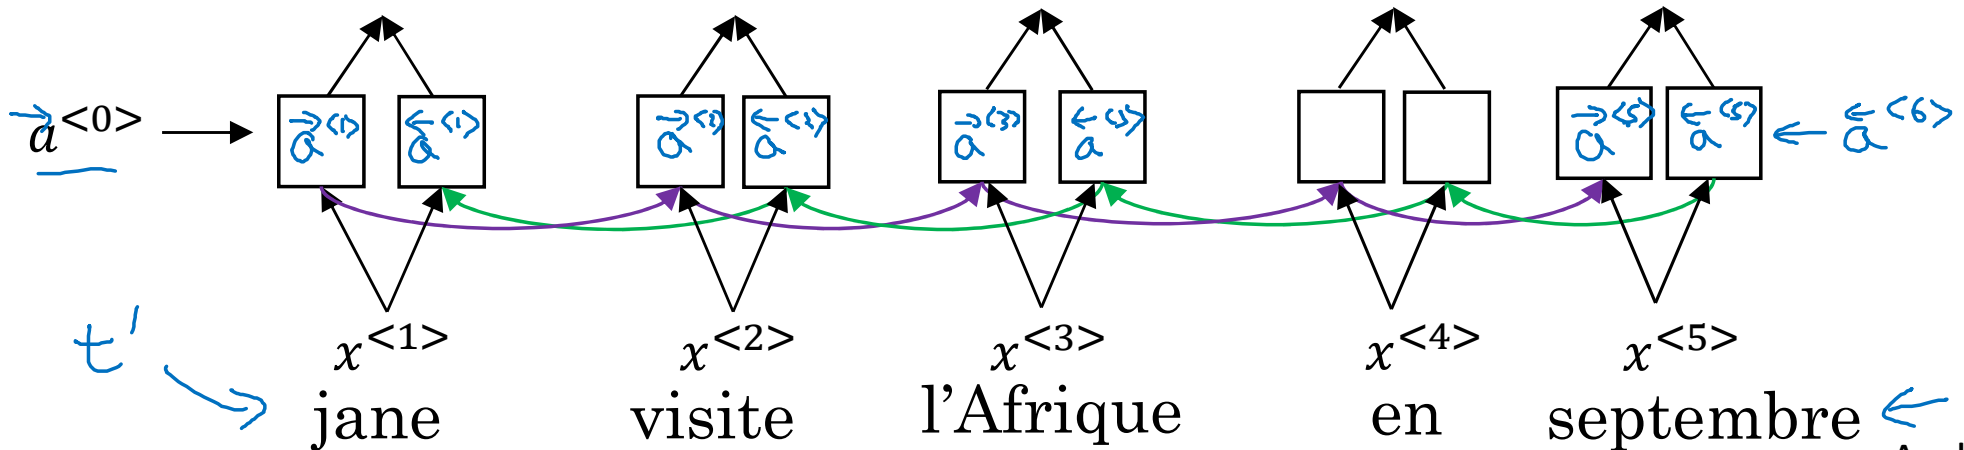 →a<0>
→a<1> ←a<1> →a<2> ←a<2> →a<3> ←a<3> →a<5> ←a<5> ←a<6>
t'
x<1> x<2> x<3> x<4> x<5>
jane visite l’Afrique en septembre